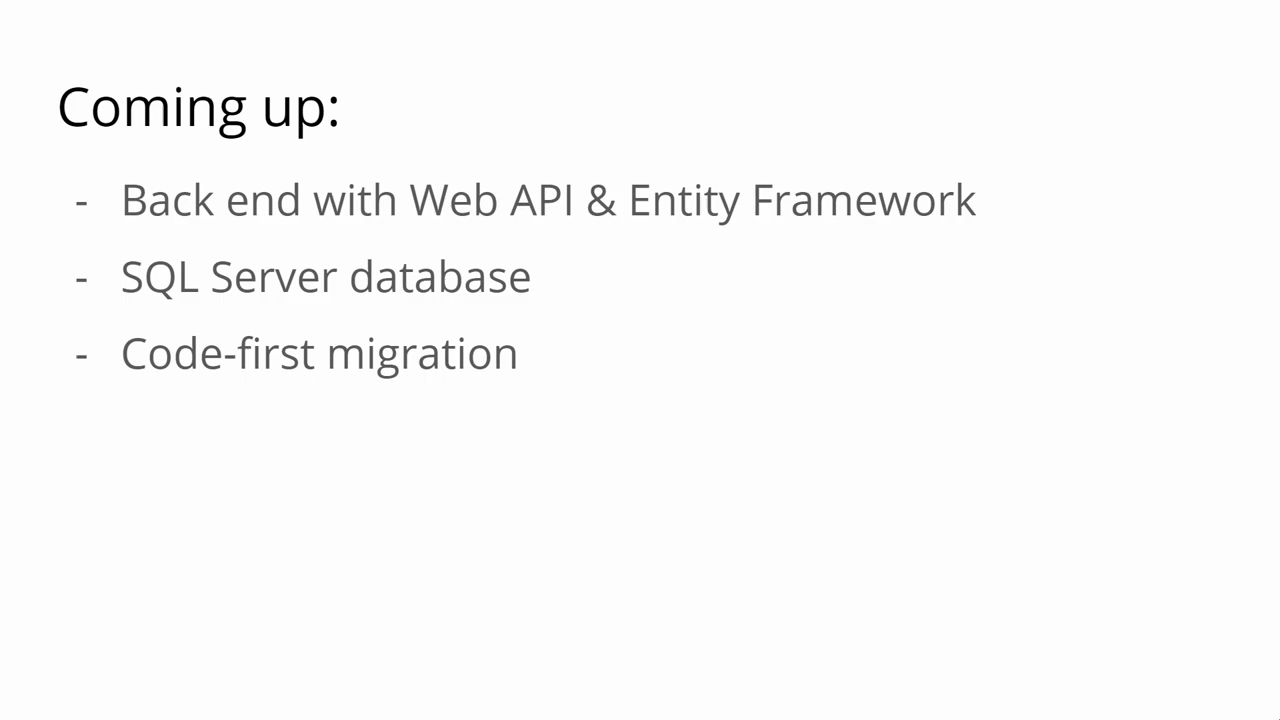 Coming up:
- Back end with Web API & Entity Framework
- SQL Server database
- Code-first migration